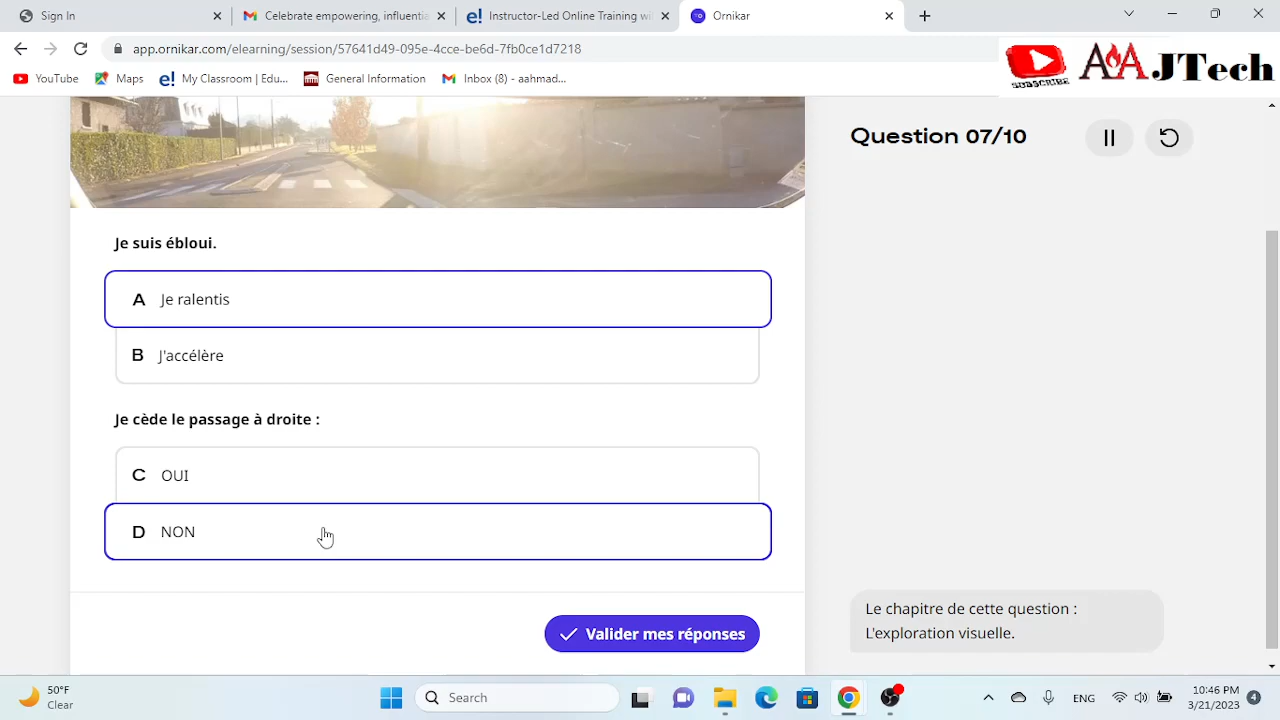 Sign In
Celebrate empowering, influenti
Instructor-Led Online Training wi
Ornikar
app.ornikar.com/elearning/session/57641d49-095e-4cce-be6d-7fb0ce1d7218
YouTube
Maps
e! My Classroom | Edu...
General Information
Inbox (8) - aahmad...
SUBSCRIBE
AAJTech
Question 07/10
Je suis ébloui.
A Je ralentis
B J'accélère
Je cède le passage à droite :
C OUI
D NON
Valider mes réponses
Le chapitre de cette question :
L'exploration visuelle.
50°F
Clear
Search
ENG
10:46 PM
3/21/2023
4